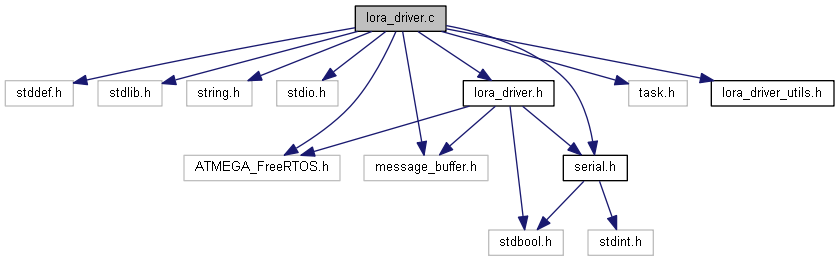 lora_driver.c
stddef.h
stdlib.h
string.h
stdio.h
lora_driver.h
task.h
lora_driver_utils.h
ATMEGA_FreeRTOS.h
message_buffer.h
serial.h
stdbool.h
stdint.h